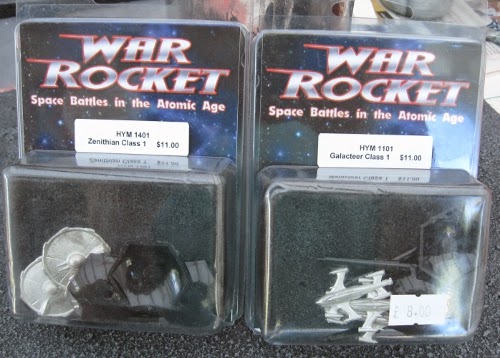 WAR
ROCKET
Space Battles in the Atomic Age
HYM 1401
Zenithian Class 1 $11.00
WAR
ROCKET
Space Battles in the Atomic Age
HYM 1101
Galacteer Class 1 $11.00
£ 8.00